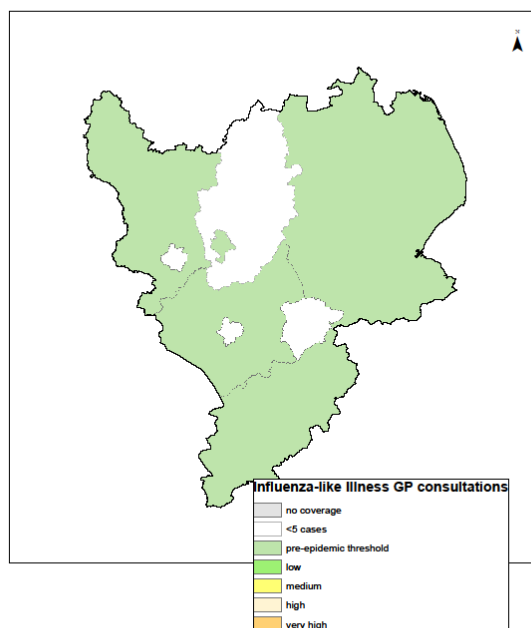 N
Influenza-like Illness GP consultations
no coverage
<5 cases
pre-epidemic threshold
low
medium
high
very high